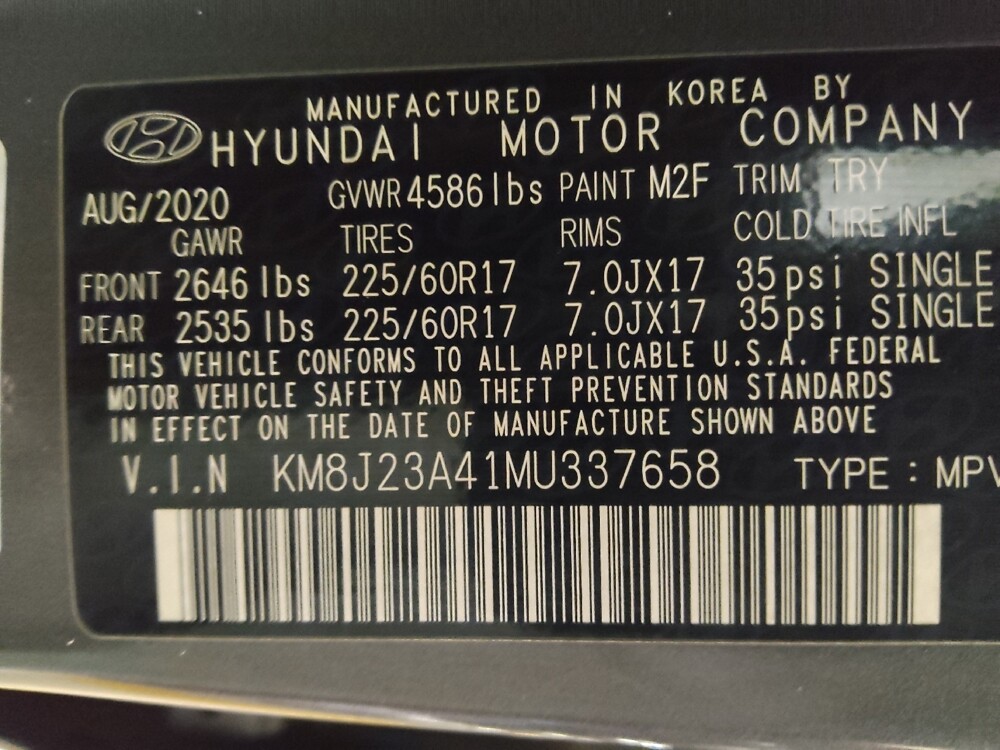 MANUFACTURED IN KOREA BY
HYUNDAI MOTOR COMPANY
AUG/2020 GVWR 4586 lbs PAINT M2F TRIM TRY
GAWR TIRES RIMS COLD TIRE INFL
FRONT 2646 lbs 225/60R17 7.0JX17 35psi SINGLE
REAR 2535 lbs 225/60R17 7.0JX17 35psi SINGLE
THIS VEHICLE CONFORMS TO ALL APPLICABLE U.S.A. FEDERAL
MOTOR VEHICLE SAFETY AND THEFT PREVENTION STANDARDS
IN EFFECT ON THE DATE OF MANUFACTURE SHOWN ABOVE
V.I.N KM8J23A41MU337658 TYPE : MPV